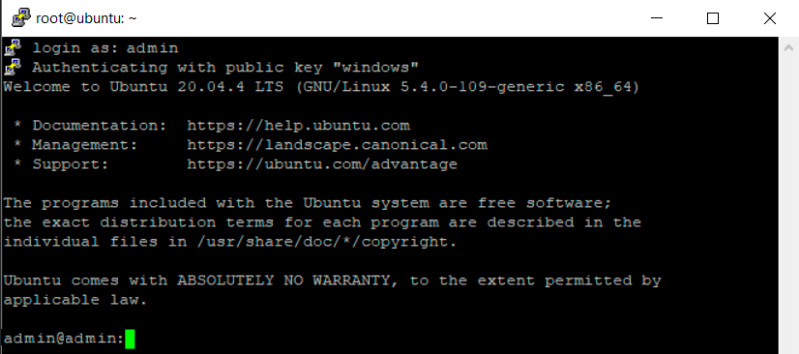 root@ubuntu: ~
login as: admin
Authenticating with public key "windows"
Welcome to Ubuntu 20.04.4 LTS (GNU/Linux 5.4.0-109-generic x86_64)
* Documentation:  https://help.ubuntu.com
* Management:     https://landscape.canonical.com
* Support:        https://ubuntu.com/advantage
The programs included with the Ubuntu system are free software;
the exact distribution terms for each program are described in the
individual files in /usr/share/doc/*/copyright.
Ubuntu comes with ABSOLUTELY NO WARRANTY, to the extent permitted by
applicable law.
admin@admin: